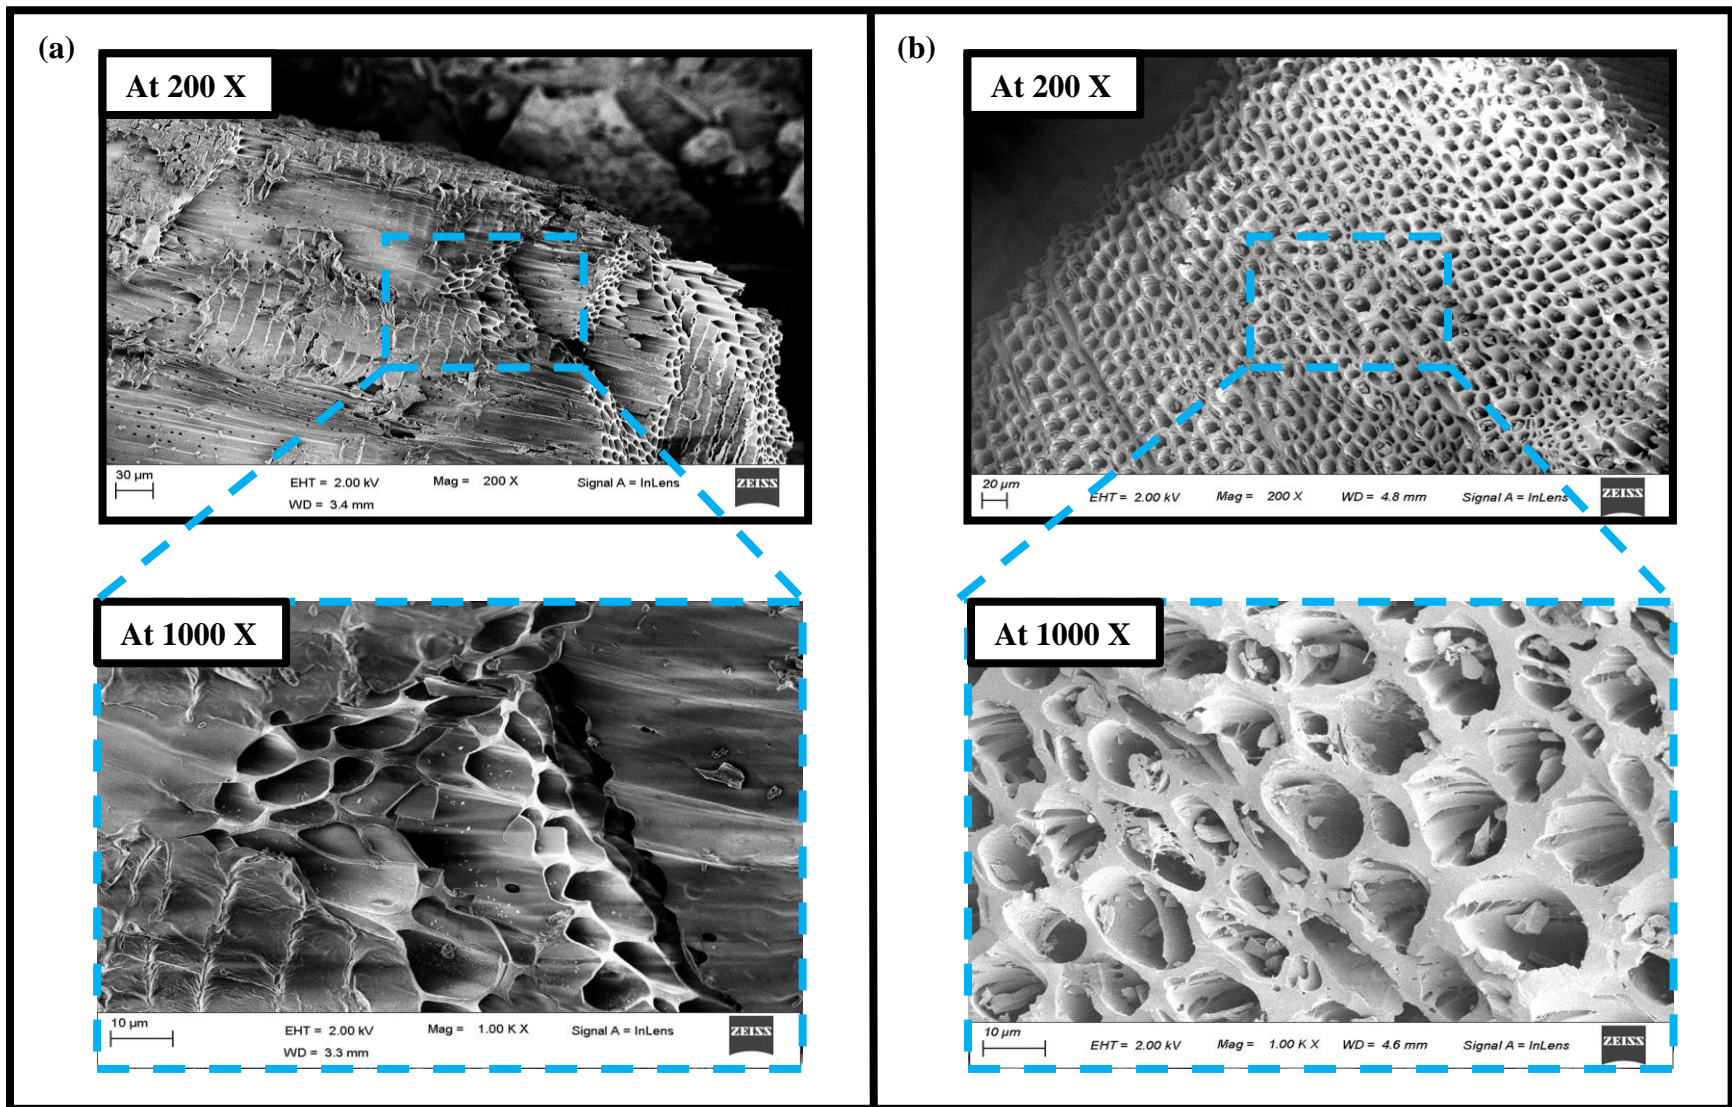 (a)
At 200 X
30 µm
EHT = 2.00 kV
Mag = 200 X
Signal A = InLens
ZEISS
WD = 3.4 mm
At 1000 X
10 µm
EHT = 2.00 kV
Mag = 1.00 K X
Signal A = InLens
ZEISS
WD = 3.3 mm
(b)
At 200 X
20 µm
EHT = 2.00 kV
Mag = 200 X
WD = 4.8 mm
Signal A = InLens
ZEISS
At 1000 X
10 µm
EHT = 2.00 kV
Mag = 1.00 K X
WD = 4.6 mm
Signal A = InLens
ZEISS